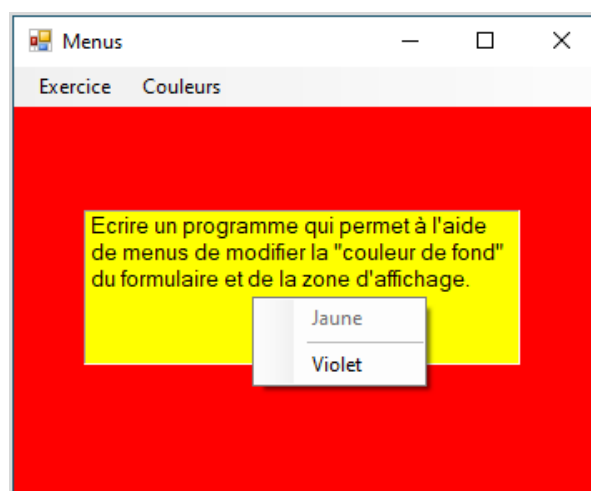 Menus
Exercice Couleurs
Ecrire un programme qui permet à l'aide
de menus de modifier la "couleur de fond"
du formulaire et de la zone d'affichage.
Jaune
Violet